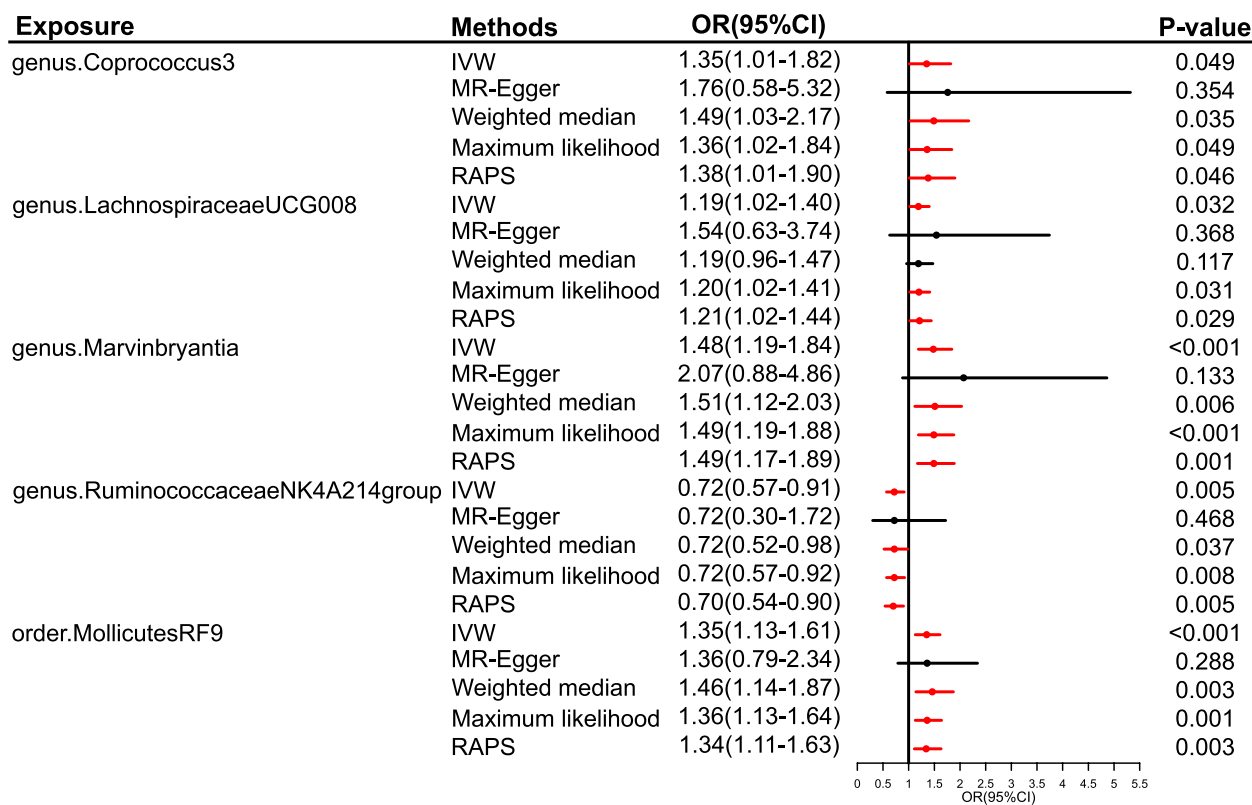 Exposure Methods OR(95%CI) P-value
genus.Coprococcus3 IVW 1.35(1.01-1.82) 0.049
MR-Egger 1.76(0.58-5.32) 0.354
Weighted median 1.49(1.03-2.17) 0.035
Maximum likelihood 1.36(1.02-1.84) 0.049
RAPS 1.38(1.01-1.90) 0.046
genus.LachnospiraceaeUCG008 IVW 1.19(1.02-1.40) 0.032
MR-Egger 1.54(0.63-3.74) 0.368
Weighted median 1.19(0.96-1.47) 0.117
Maximum likelihood 1.20(1.02-1.41) 0.031
RAPS 1.21(1.02-1.44) 0.029
genus.Marvinbryantia IVW 1.48(1.19-1.84) <0.001
MR-Egger 2.07(0.88-4.86) 0.133
Weighted median 1.51(1.12-2.03) 0.006
Maximum likelihood 1.49(1.19-1.88) <0.001
RAPS 1.49(1.17-1.89) 0.001
genus.RuminococcaceaeNK4A214group IVW 0.72(0.57-0.91) 0.005
MR-Egger 0.72(0.30-1.72) 0.468
Weighted median 0.72(0.52-0.98) 0.037
Maximum likelihood 0.72(0.57-0.92) 0.008
RAPS 0.70(0.54-0.90) 0.005
order.MollicutesRF9 IVW 1.35(1.13-1.61) <0.001
MR-Egger 1.36(0.79-2.34) 0.288
Weighted median 1.46(1.14-1.87) 0.003
Maximum likelihood 1.36(1.13-1.64) 0.001
RAPS 1.34(1.11-1.63) 0.003
0 0.5 1 1.5 2 2.5 3 3.5 4 4.5 5 5.5
OR(95%CI)